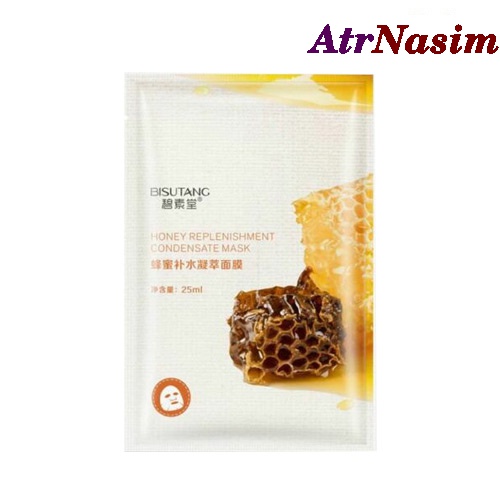 AtrNasim
BISUTANG
碧素堂®
HONEY REPLENISHMENT
CONDENSATE MASK
蜂蜜补水凝萃面膜
净含量：25ml